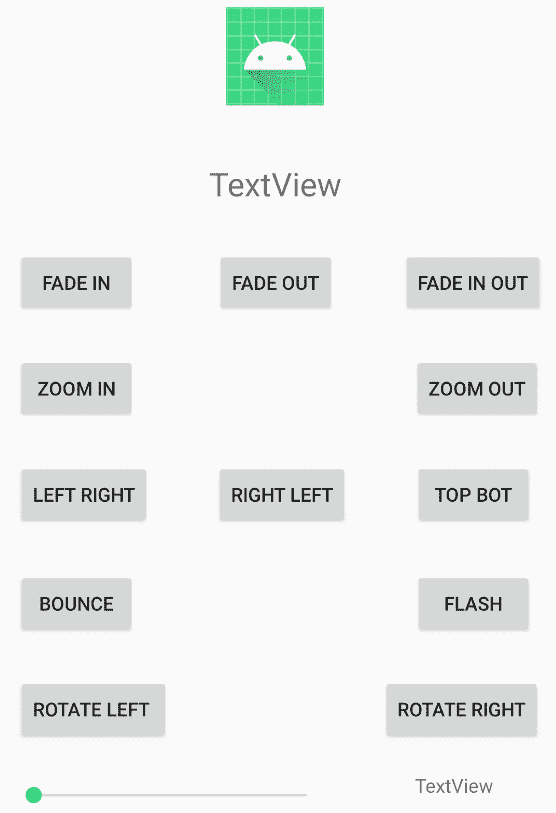 TextView
FADE IN FADE OUT FADE IN OUT
ZOOM IN ZOOM OUT
LEFT RIGHT RIGHT LEFT TOP BOT
BOUNCE FLASH
ROTATE LEFT ROTATE RIGHT
TextView